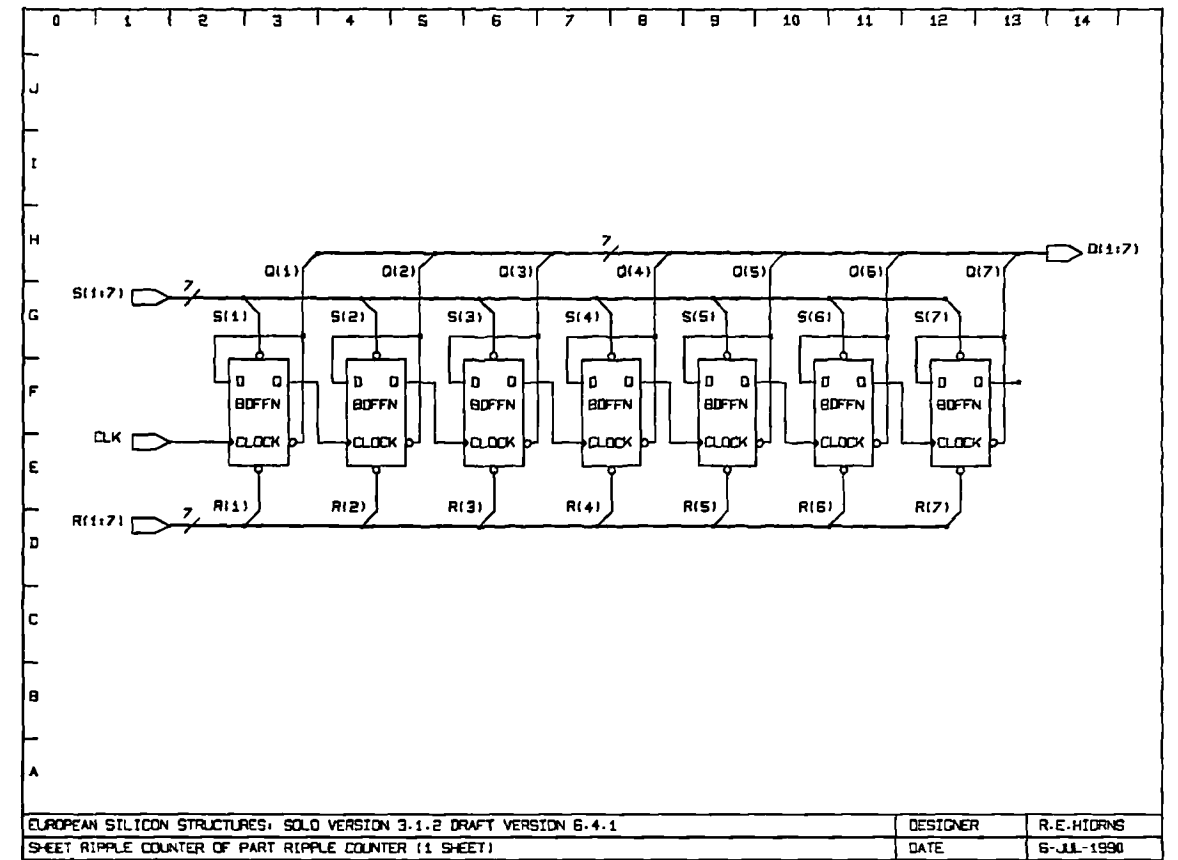 0 1 2 3 4 5 6 7 8 9 10 11 12 13 14
J
I
H
7
Q(1:7)
Q(1) Q(2) Q(3) Q(4) Q(5) Q(6) Q(7)
S(1:7) 7
G
S(1) S(2) S(3) S(4) S(5) S(6) S(7)
F
D Q D Q D Q D Q D Q D Q D Q
BDFFN BDFFN BDFFN BDFFN BDFFN BDFFN BDFFN
CLK
CLOCK CLOCK CLOCK CLOCK CLOCK CLOCK CLOCK
E
R(1) R(2) R(3) R(4) R(5) R(6) R(7)
R(1:7) 7
D
C
B
A
EUROPEAN SILICON STRUCTURES: SOLO VERSION 3.1.2 DRAFT VERSION 6.4.1 DESIGNER R.E.HIORNS
SHEET RIPPLE COUNTER OF PART RIPPLE COUNTER (1 SHEET) DATE 6-JUL-1990